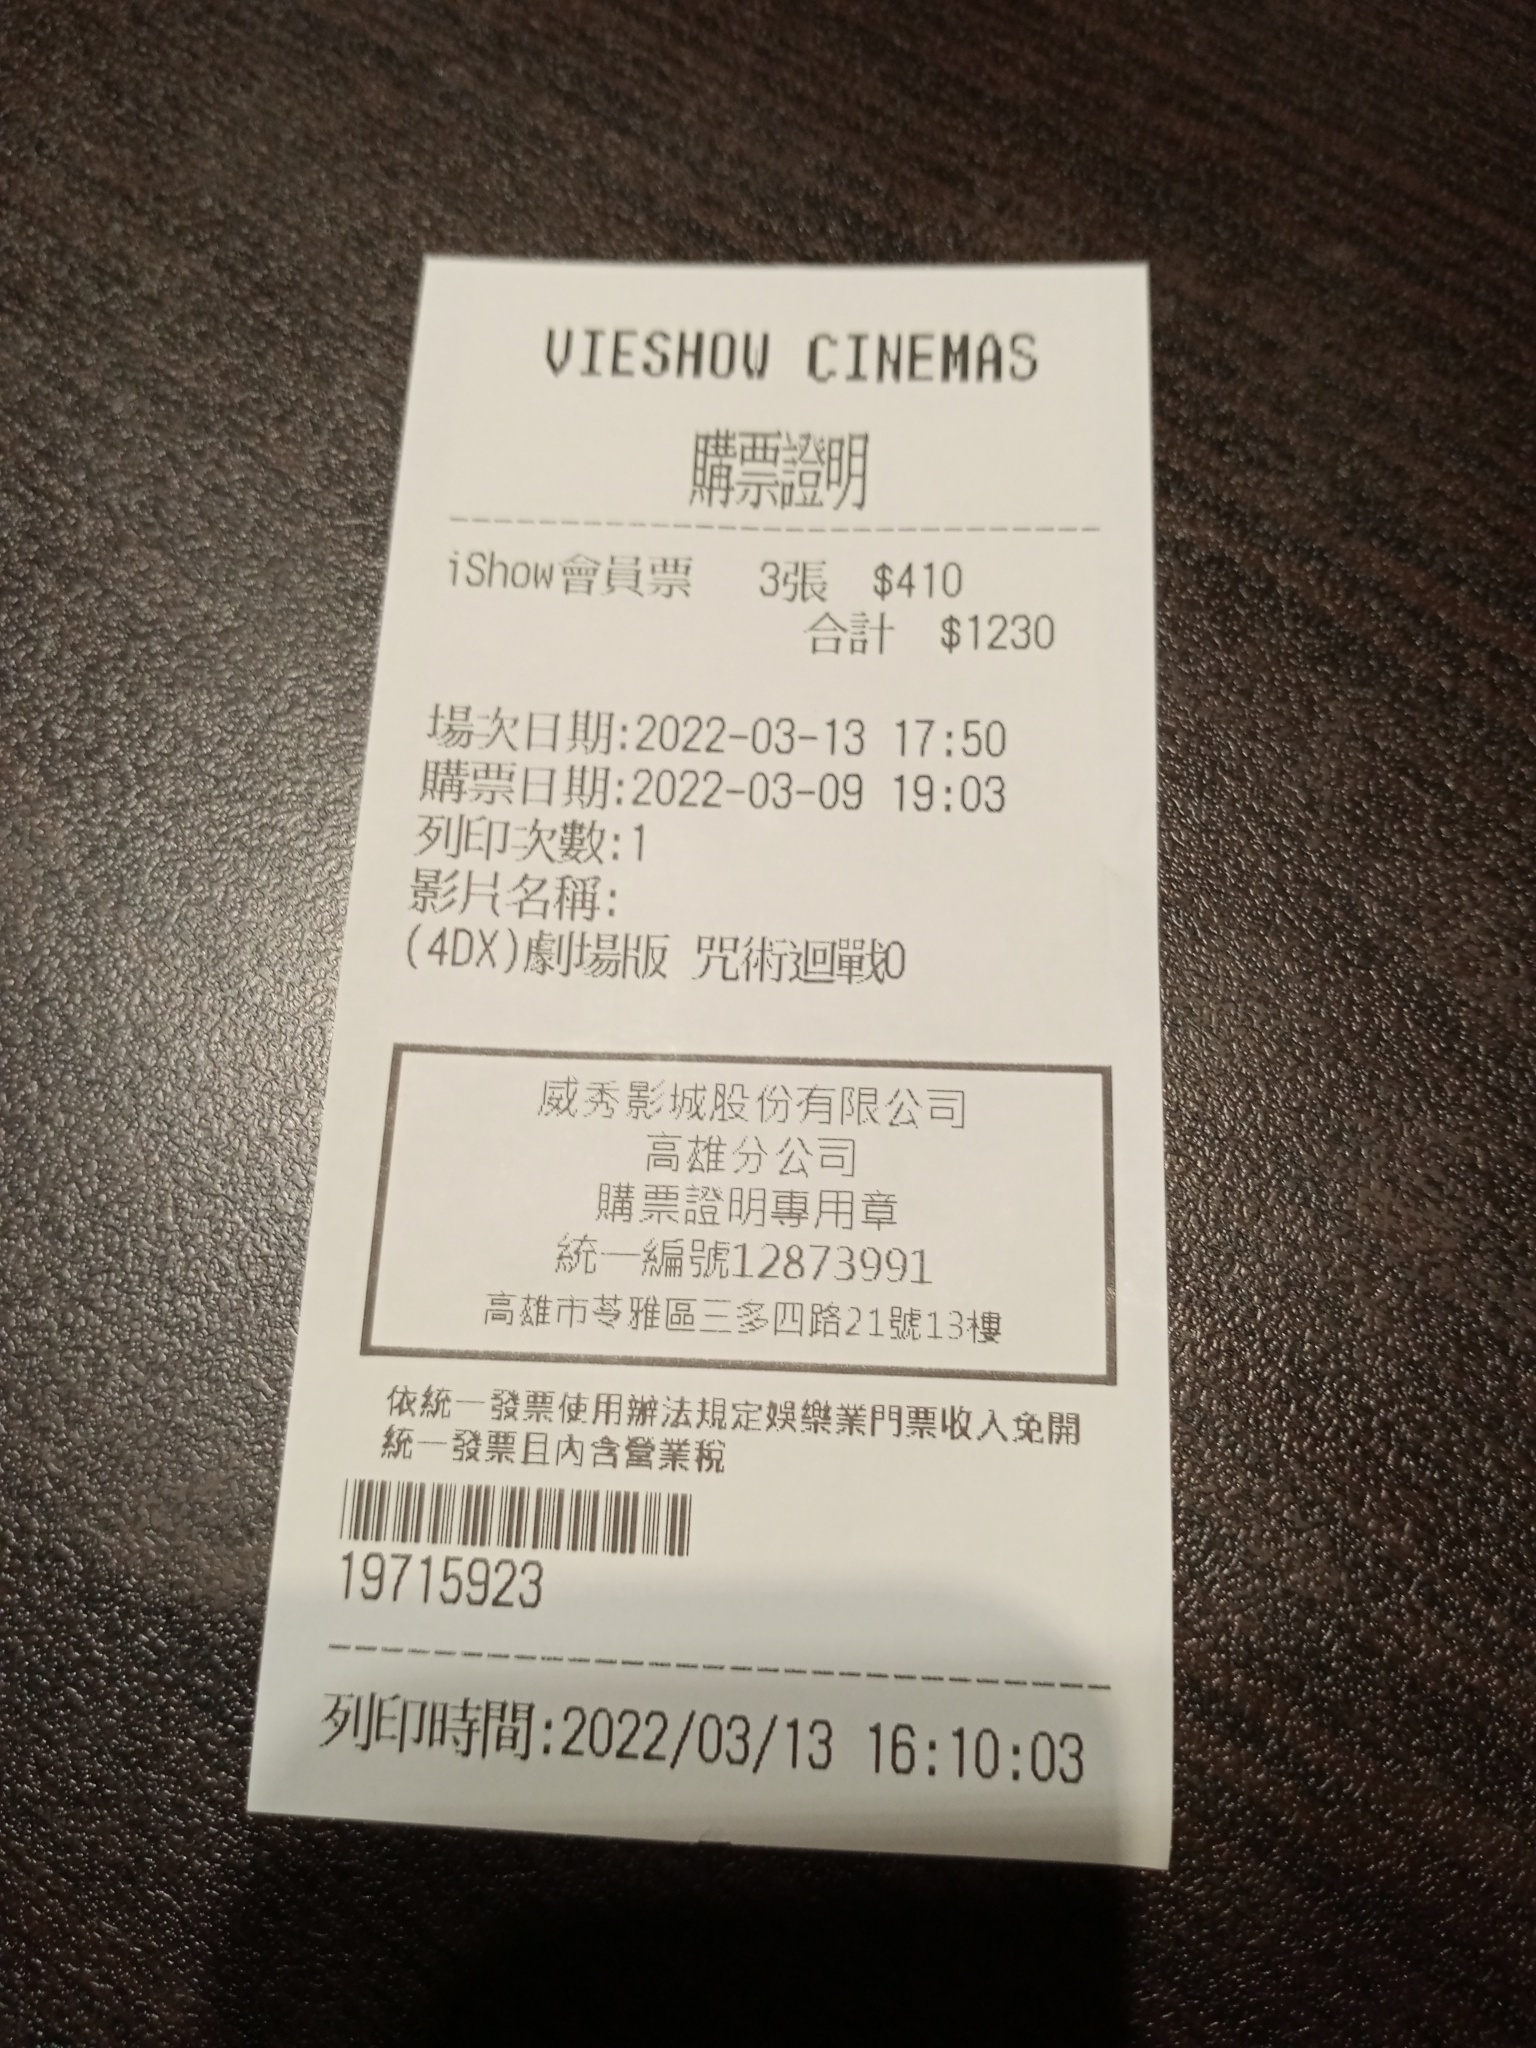 VIESHOW CINEMAS
購票證明
iShow會員票 3張 $410
合計 $1230
場次日期:2022-03-13 17:50
購票日期:2022-03-09 19:03
列印次數:1
影片名稱:
(4DX)劇場版 咒術迴戰0
威秀影城股份有限公司
高雄分公司
購票證明專用章
統一編號12873991
高雄市苓雅區三多四路21號13樓
依統一發票使用辦法規定娛樂業門票收入免開
統一發票且內含營業稅
19715923
列印時間:2022/03/13 16:10:03